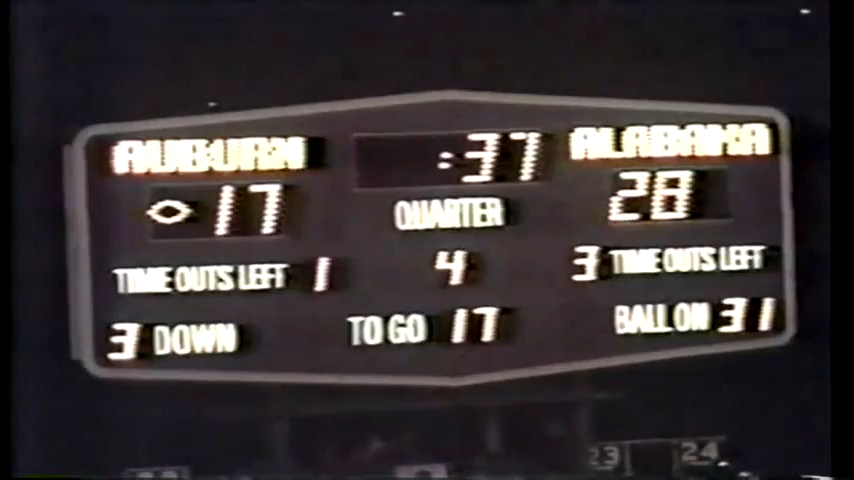 AUBURN :37 ALABAMA
17 QUARTER 28
TIME OUTS LEFT 1 4 3 TIME OUTS LEFT
3 DOWN TO GO 17 BALL ON 31
23 24